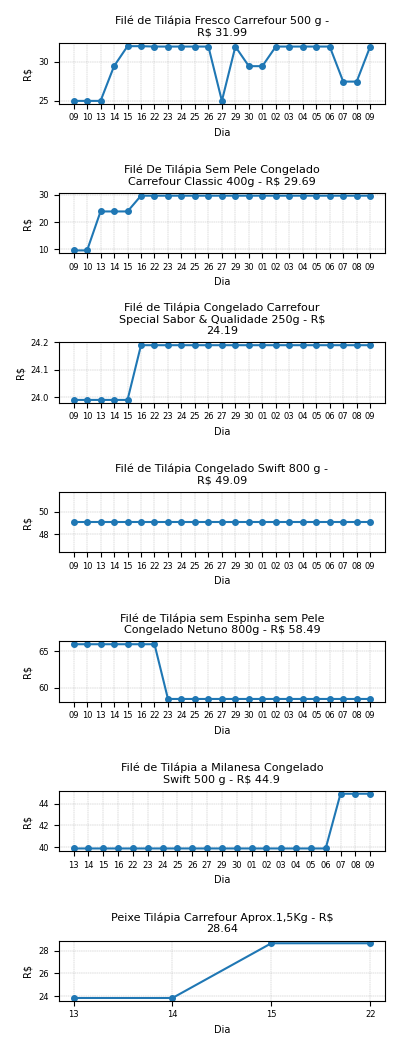 Filé de Tilápia Fresco Carrefour 500 g -
R$ 31.99
30
25
R$
09 10 13 14 15 16 22 23 24 25 26 27 29 30 01 02 03 04 05 06 07 08 09
Dia
Filé De Tilápia Sem Pele Congelado
Carrefour Classic 400g - R$ 29.69
30
20
10
R$
09 10 13 14 15 16 22 23 24 25 26 27 29 30 01 02 03 04 05 06 07 08 09
Dia
Filé de Tilápia Congelado Carrefour
Special Sabor & Qualidade 250g - R$
24.19
24.2
24.1
24.0
R$
09 10 13 14 15 16 22 23 24 25 26 27 29 30 01 02 03 04 05 06 07 08 09
Dia
Filé de Tilápia Congelado Swift 800 g -
R$ 49.09
50
48
R$
09 10 13 14 15 16 22 23 24 25 26 27 29 30 01 02 03 04 05 06 07 08 09
Dia
Filé de Tilápia sem Espinha sem Pele
Congelado Netuno 800g - R$ 58.49
65
60
R$
09 10 13 14 15 16 22 23 24 25 26 27 29 30 01 02 03 04 05 06 07 08 09
Dia
Filé de Tilápia a Milanesa Congelado
Swift 500 g - R$ 44.9
44
42
40
R$
13 14 15 16 22 23 24 25 26 27 29 30 01 02 03 04 05 06 07 08 09
Dia
Peixe Tilápia Carrefour Aprox.1,5Kg - R$
28.64
28
26
24
R$
13 14 15 22
Dia